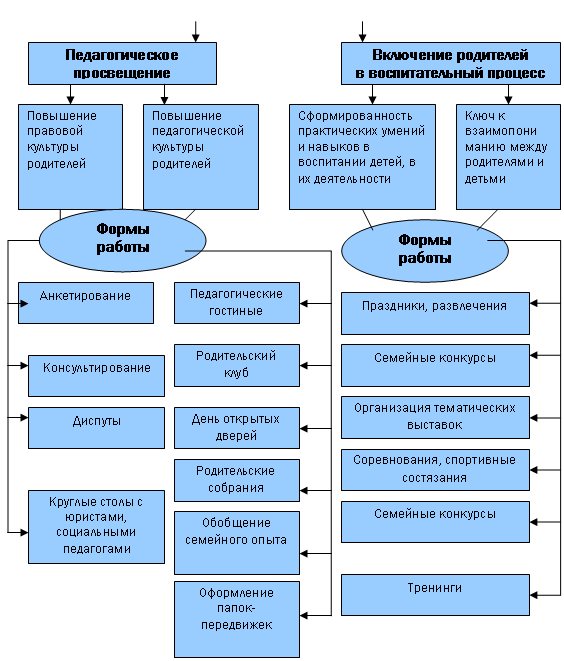 Педагогическое
просвещение
Включение родителей
в воспитательный процесс
Повышение
правовой
культуры
родителей
Повышение
педагогической
культуры
родителей
Сформированность
практических умений
и навыков в
воспитании детей, в
их деятельности
Ключ к
взаимопони
манию между
родителями и
детьми
Формы
работы
Формы
работы
Анкетирование
Консультирование
Диспуты
Круглые столы с
юристами,
социальными
педагогами
Педагогические
гостиные
Родительский
клуб
День открытых
дверей
Родительские
собрания
Обобщение
семейного опыта
Оформление
папок-
передвижек
Праздники, развлечения
Семейные конкурсы
Организация тематических
выставок
Соревнования, спортивные
состязания
Семейные конкурсы
Тренинги